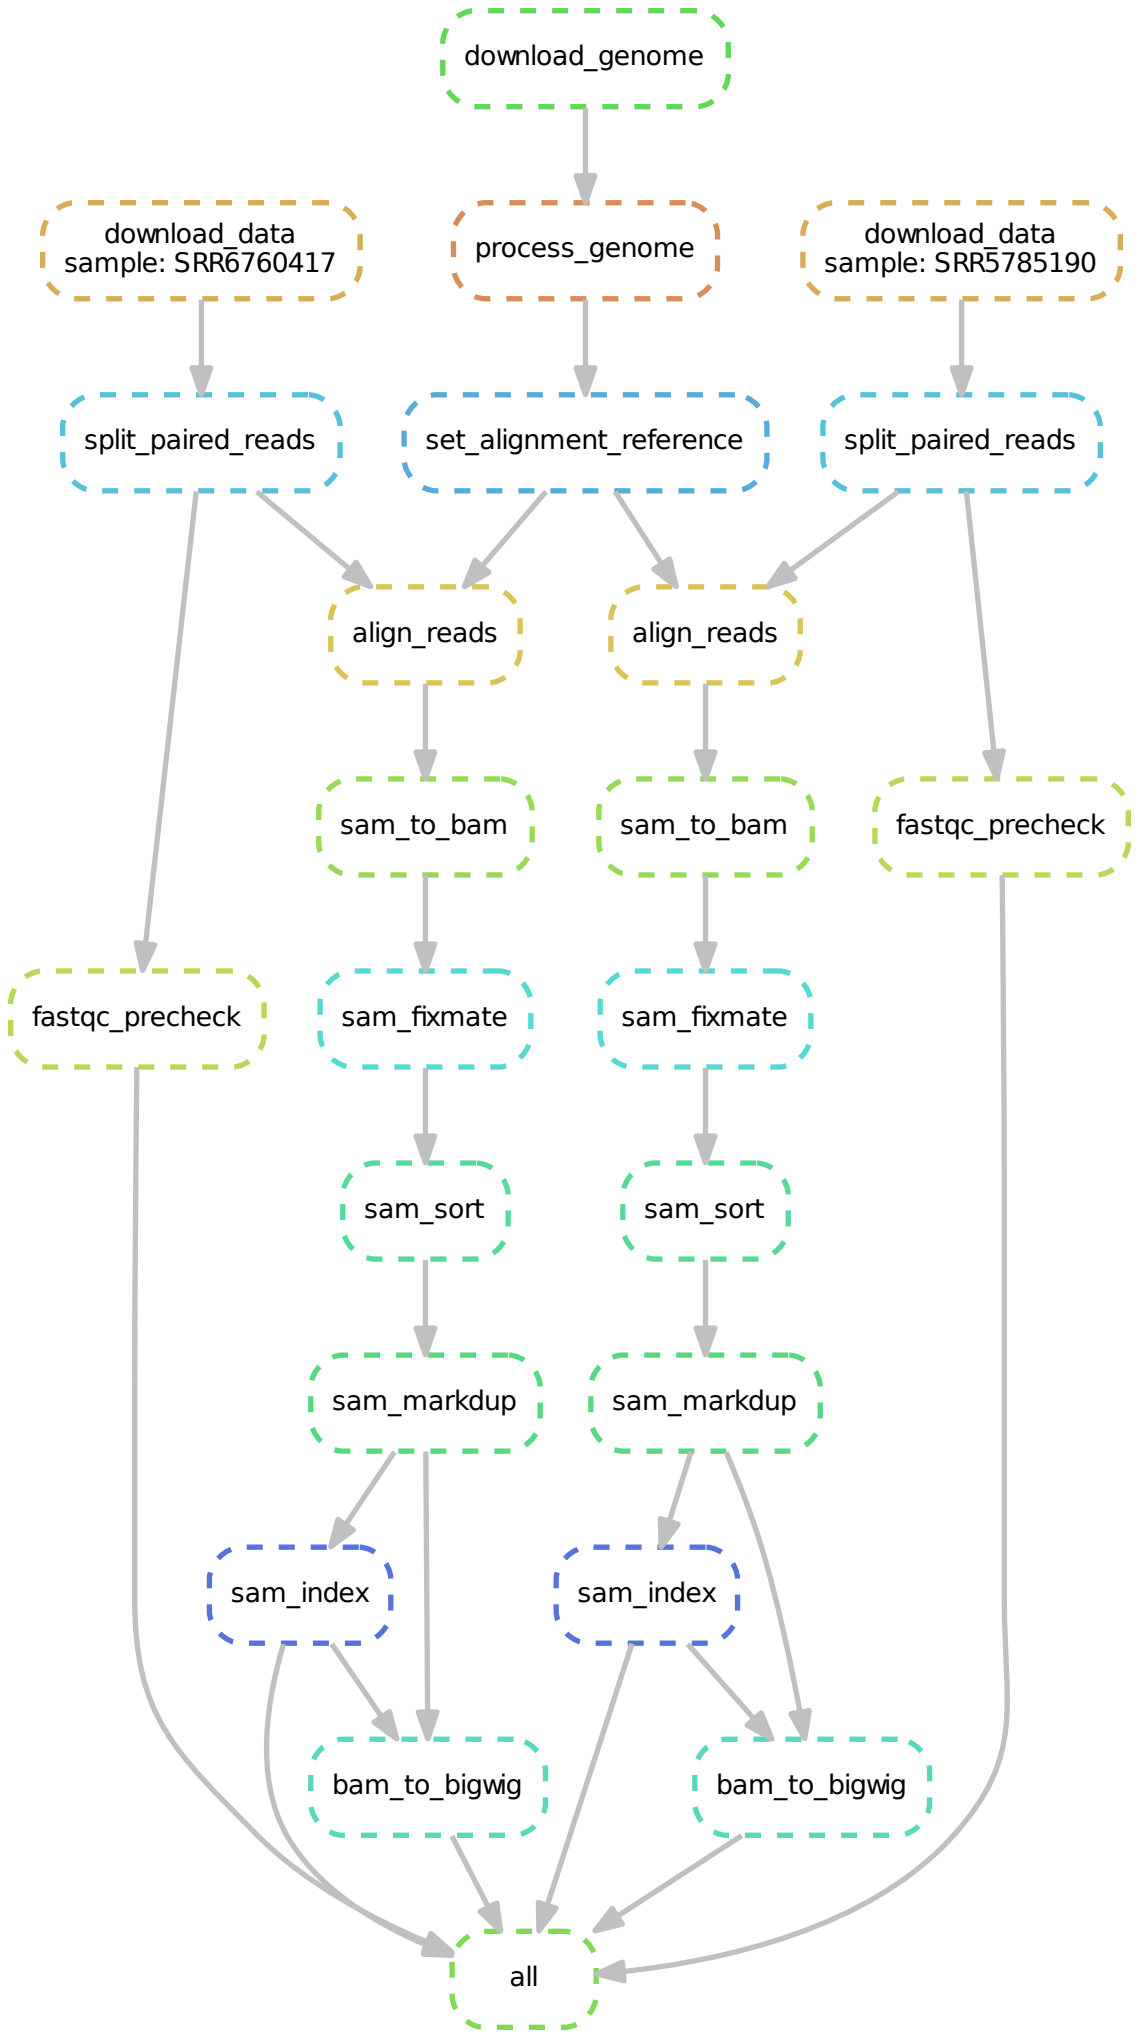 download_genome
download_data
sample: SRR6760417
process_genome
download_data
sample: SRR5785190
split_paired_reads
set_alignment_reference
split_paired_reads
align_reads
align_reads
sam_to_bam
sam_to_bam
fastqc_precheck
fastqc_precheck
sam_fixmate
sam_fixmate
sam_sort
sam_sort
sam_markdup
sam_markdup
sam_index
sam_index
bam_to_bigwig
bam_to_bigwig
all